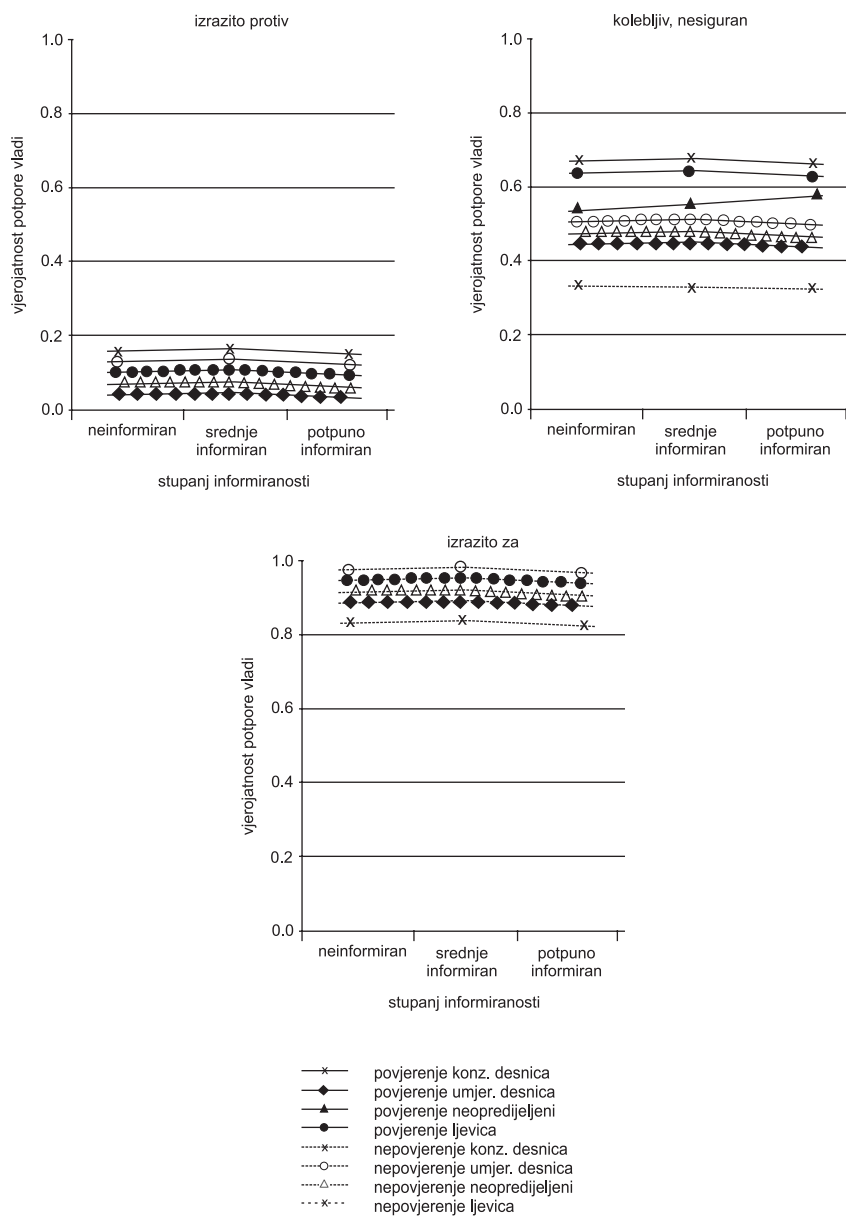 izrazito protiv
vjerojatnost potpore vladi
1.0
0.8
0.6
0.4
0.2
0.0
neinformiran
srednje
informiran
potpuno
informiran
stupanj informiranosti
kolebljiv, nesiguran
vjerojatnost potpore vladi
1.0
0.8
0.6
0.4
0.2
0.0
neinformiran
srednje
informiran
potpuno
informiran
stupanj informiranosti
izrazito za
vjerojatnost potpore vladi
1.0
0.8
0.6
0.4
0.2
0.0
neinformiran
srednje
informiran
potpuno
informiran
stupanj informiranosti
povjerenje konz. desnica
povjerenje umjer. desnica
povjerenje neopredijeljeni
povjerenje ljevica
nepovjerenje konz. desnica
nepovjerenje umjer. desnica
nepovjerenje neopredijeljeni
nepovjerenje ljevica